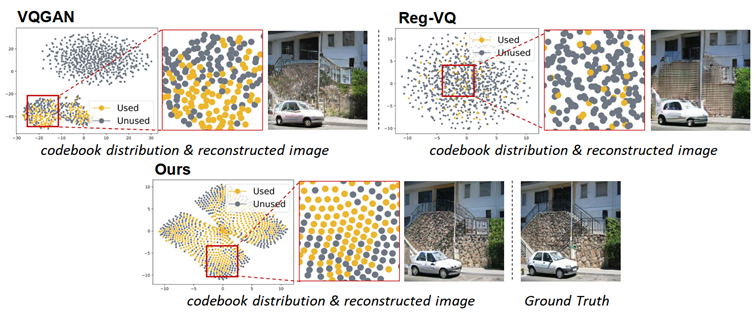 VQGAN
Reg-VQ
30
20
10
0
−20
−40
−30 −20 −10 0 10 20 30
Used
Unused
10
5
0
−5
−10
−10 −5 0 5 10
Used
Unused
codebook distribution & reconstructed image
codebook distribution & reconstructed image
Ours
10
5
0
−5
−10
−10 −5 0 5 10
Used
Unused
codebook distribution & reconstructed image
Ground Truth